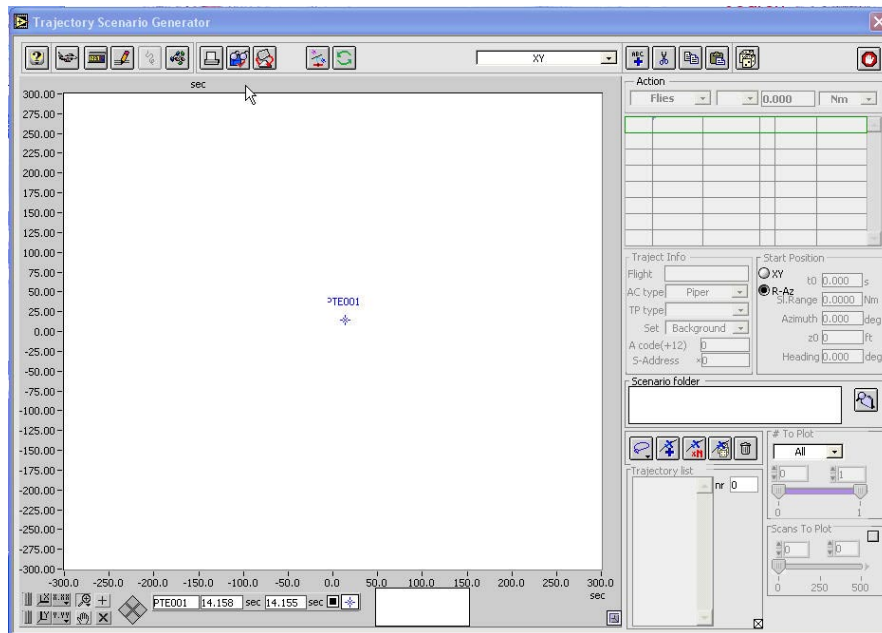 Trajectory Scenario Generator
XY
sec
300.00
275.00
250.00
225.00
200.00
175.00
150.00
125.00
100.00
75.00
50.00
25.00
0.00
-25.00
-50.00
-75.00
-100.00
-125.00
-150.00
-175.00
-200.00
-225.00
-250.00
-275.00
-300.00
PTE001
-300.0 -250.0 -200.0 -150.0 -100.0 -50.0 0.0 50.0 100.0 150.0 200.0 250.0 300.0
sec
PTE001 14.158 sec 14.155 sec
Action
Flies 0.000 Nm
Traject Info
Flight
AC type Piper
TP type
Set Background
A code(+12) 0
S-Address x0
Start Position
XY
R-Az
t0 0.000 s
Sl.Range 0.0000 Nm
Azimuth 0.000 deg
z0 0 ft
Heading 0.000 deg
Scenario folder
# To Plot
All
0 1
0 1
Trajectory list
nr 0
Scans To Plot
0 0
0 250 500